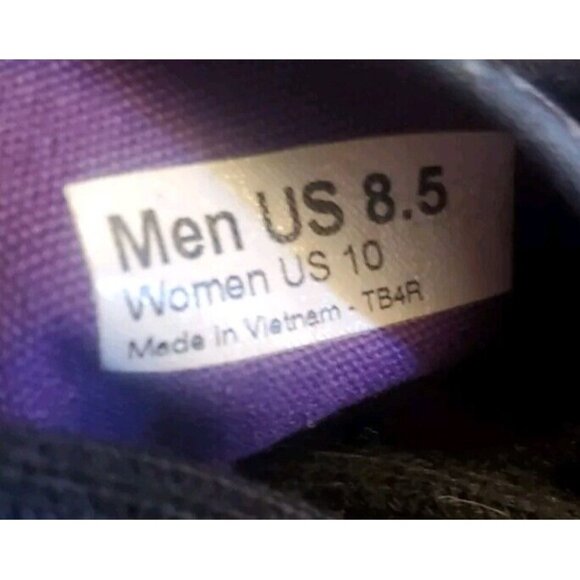 Men US 8.5
Women US 10
Made in Vietnam - TB4R